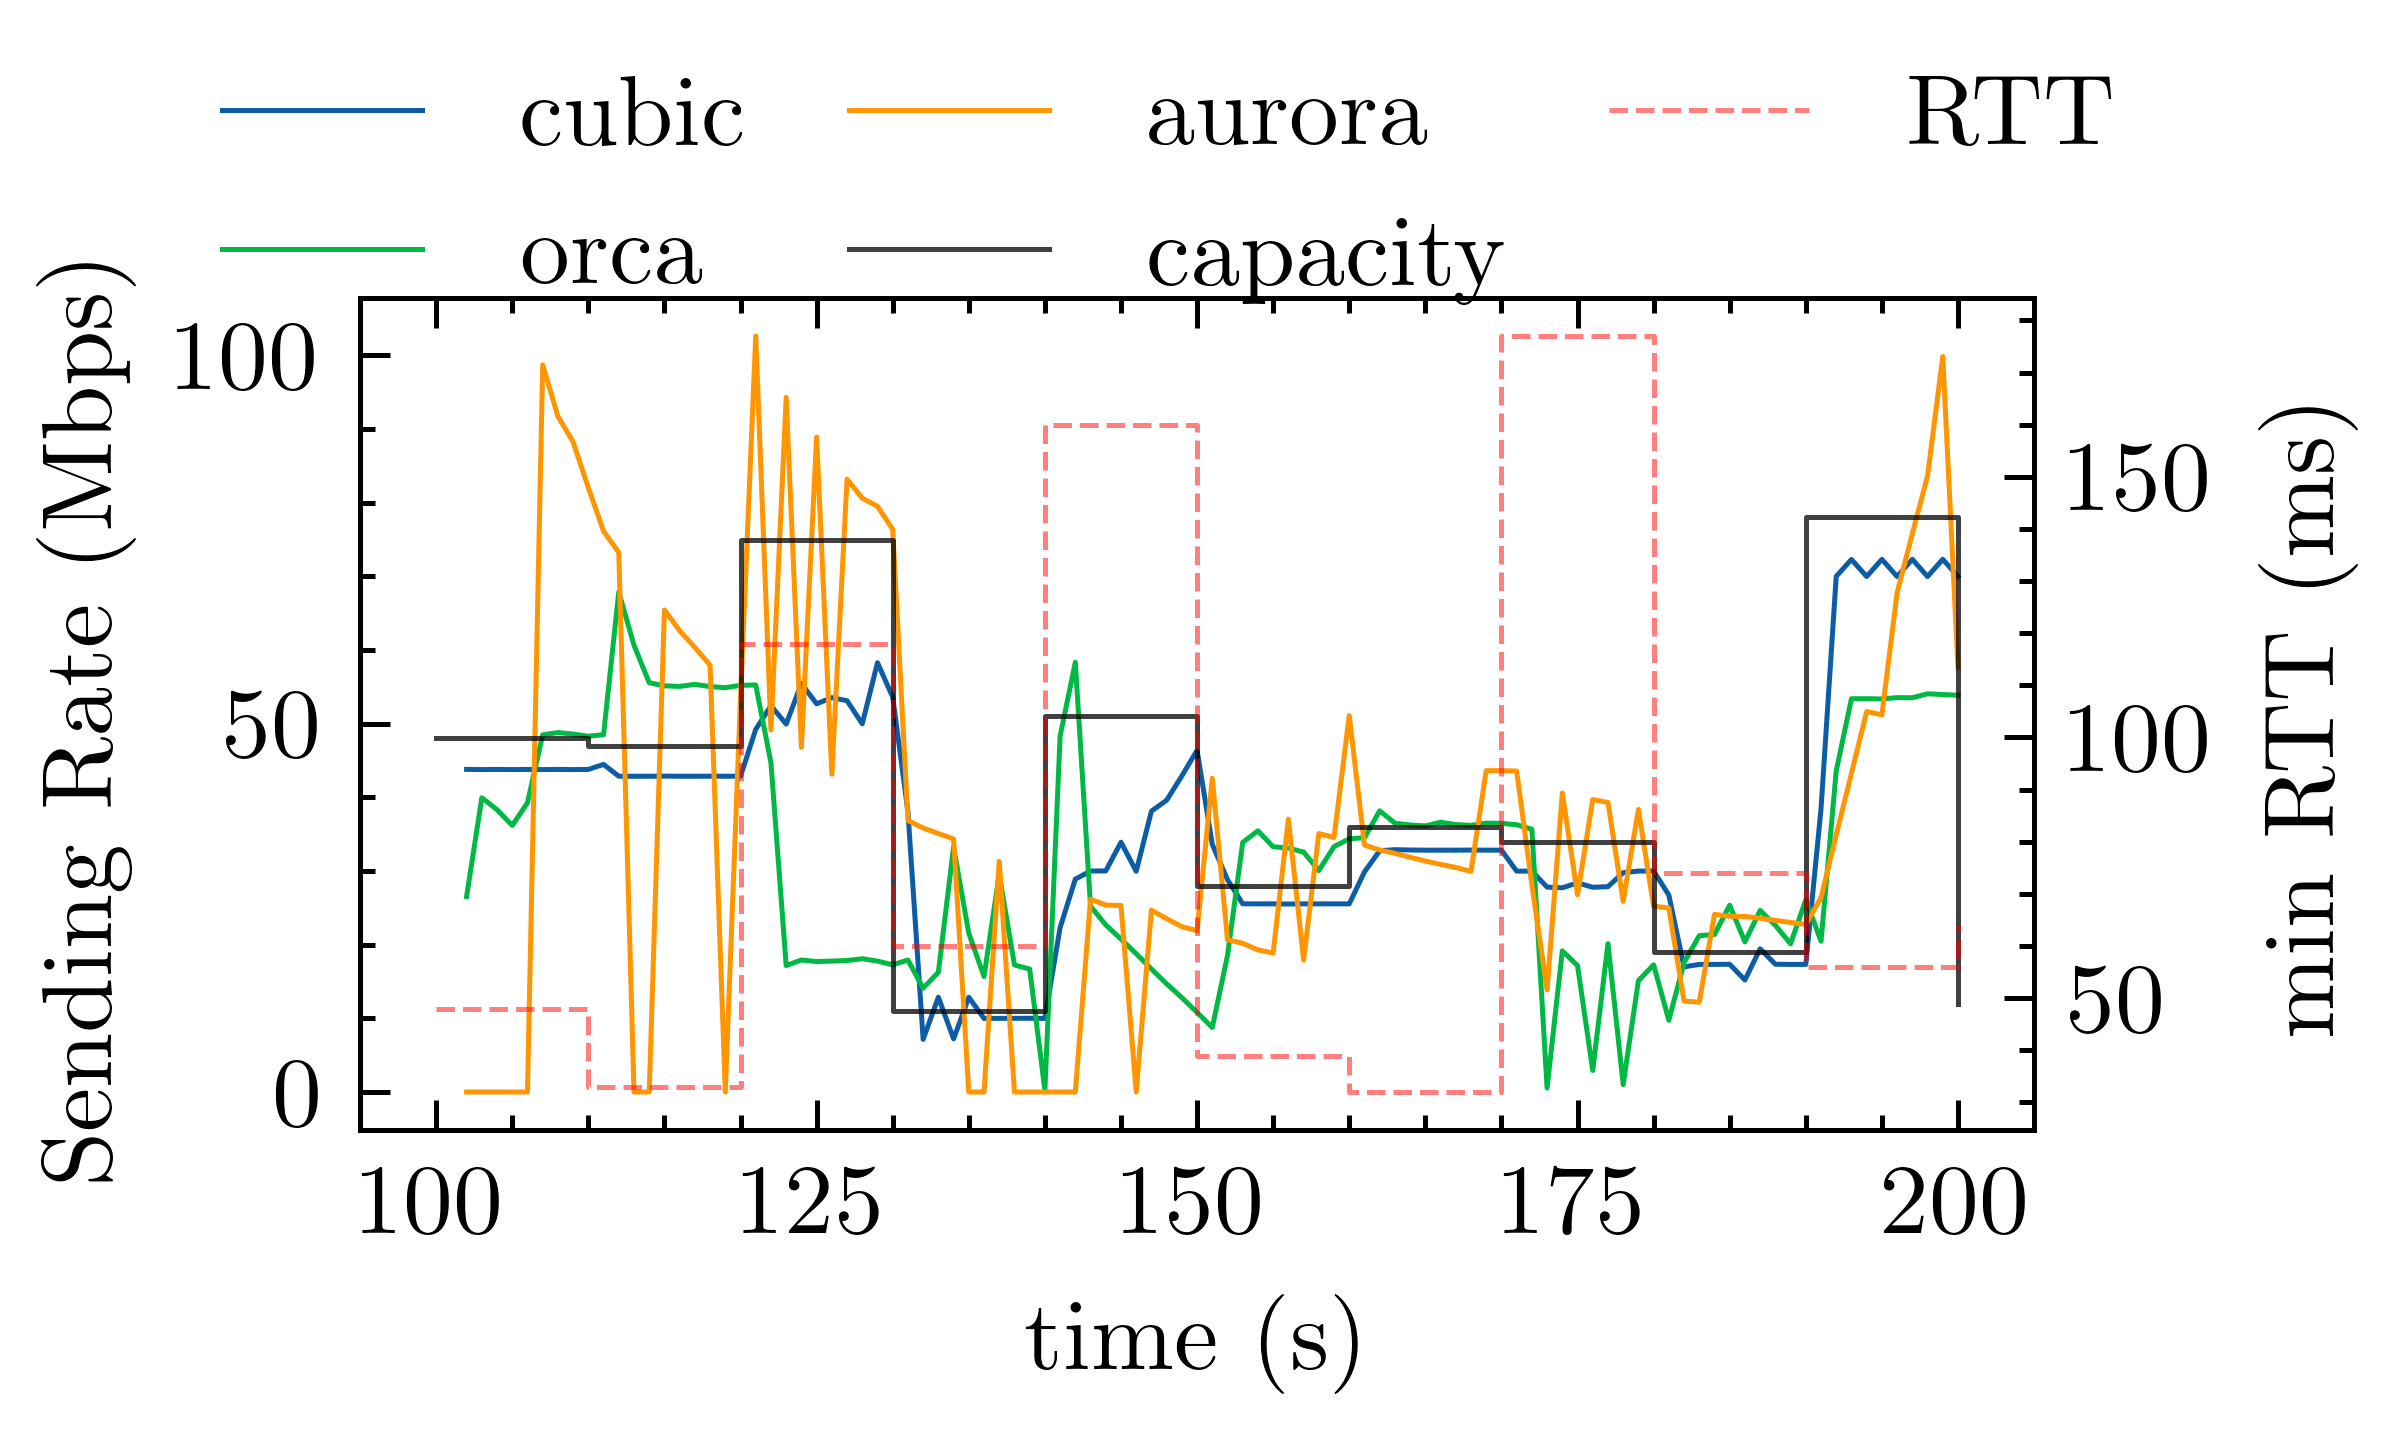 cubic
aurora
RTT
orca
capacity
Sending Rate (Mbps)
100
50
0
150
100
50
min RTT (ms)
100
125
150
175
200
time (s)